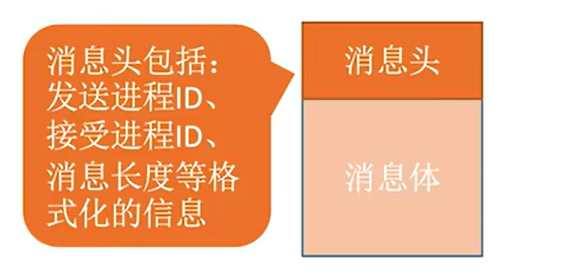 消息头包括：
发送进程ID、
接受进程ID、
消息长度等格
式化的信息
消息头
消息体